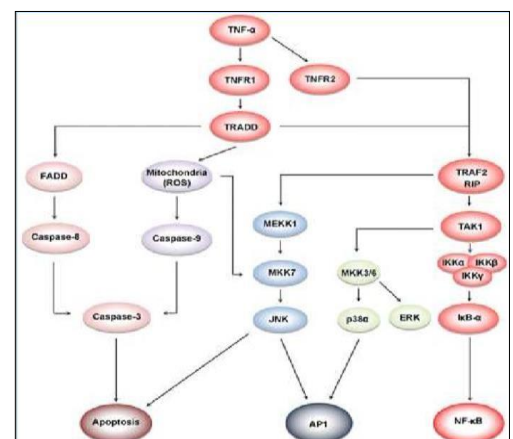 TNF-α
TNFR1
TNFR2
TRADD
FADD
Mitochondria
(ROS)
TRAF2
RIP
Caspase-8
Caspase-9
MEKK1
TAK1
MKK7
MKK3/6
IKKα
IKKβ
IKKγ
Caspase-3
JNK
p38α
ERK
IκB-α
Apoptosis
AP1
NF-κB